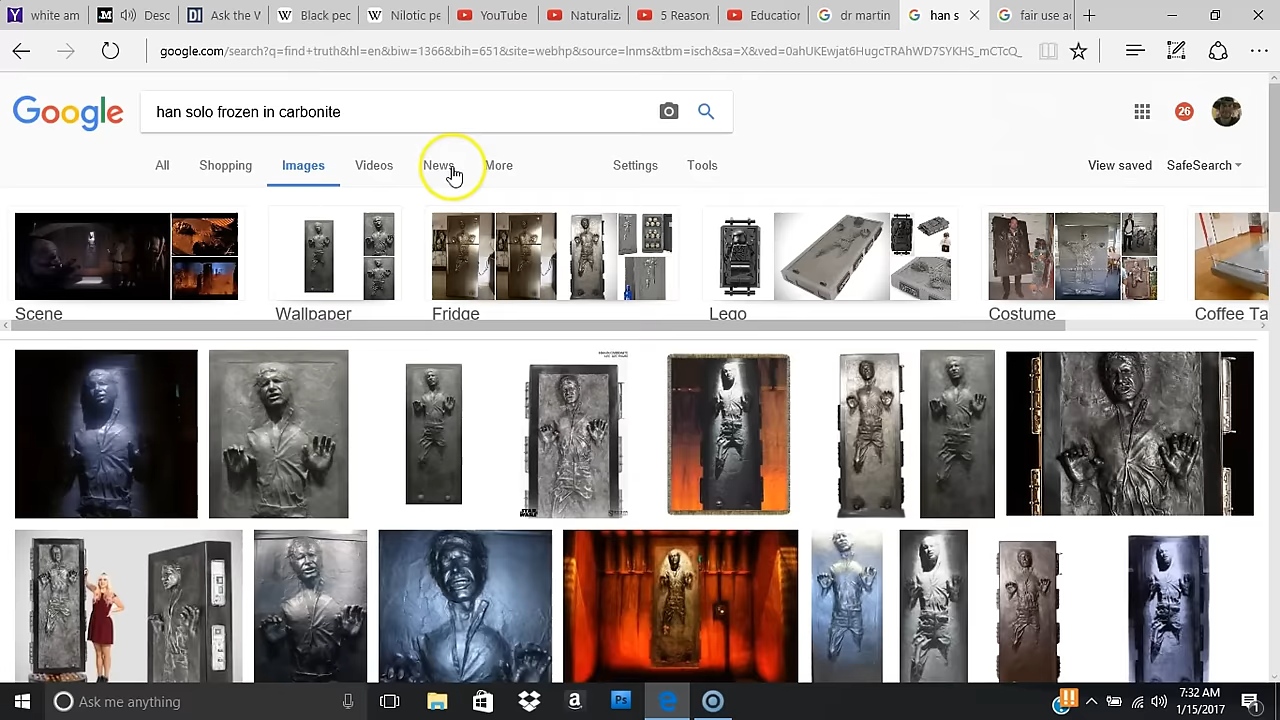 white am
Desc
Ask the W
Black pec
Nilotic pe
YouTube
Naturaliz
5 Reason
Education
dr martin
han s
fair use ac
google.com/search?q=find+truth&hl=en&biw=1366&bih=651&site=webhp&source=lnms&tbm=isch&sa=X&ved=0ahUKEwjat6HugcTRAhWD7SYKHS_mCTcQ_
Google
han solo frozen in carbonite
26
All
Shopping
Images
Videos
News
More
Settings
Tools
View saved
SafeSearch
Scene
Wallpaper
Fridge
Lego
Costume
Coffee Ta
Ask me anything
7:32 AM
1/15/2017
1